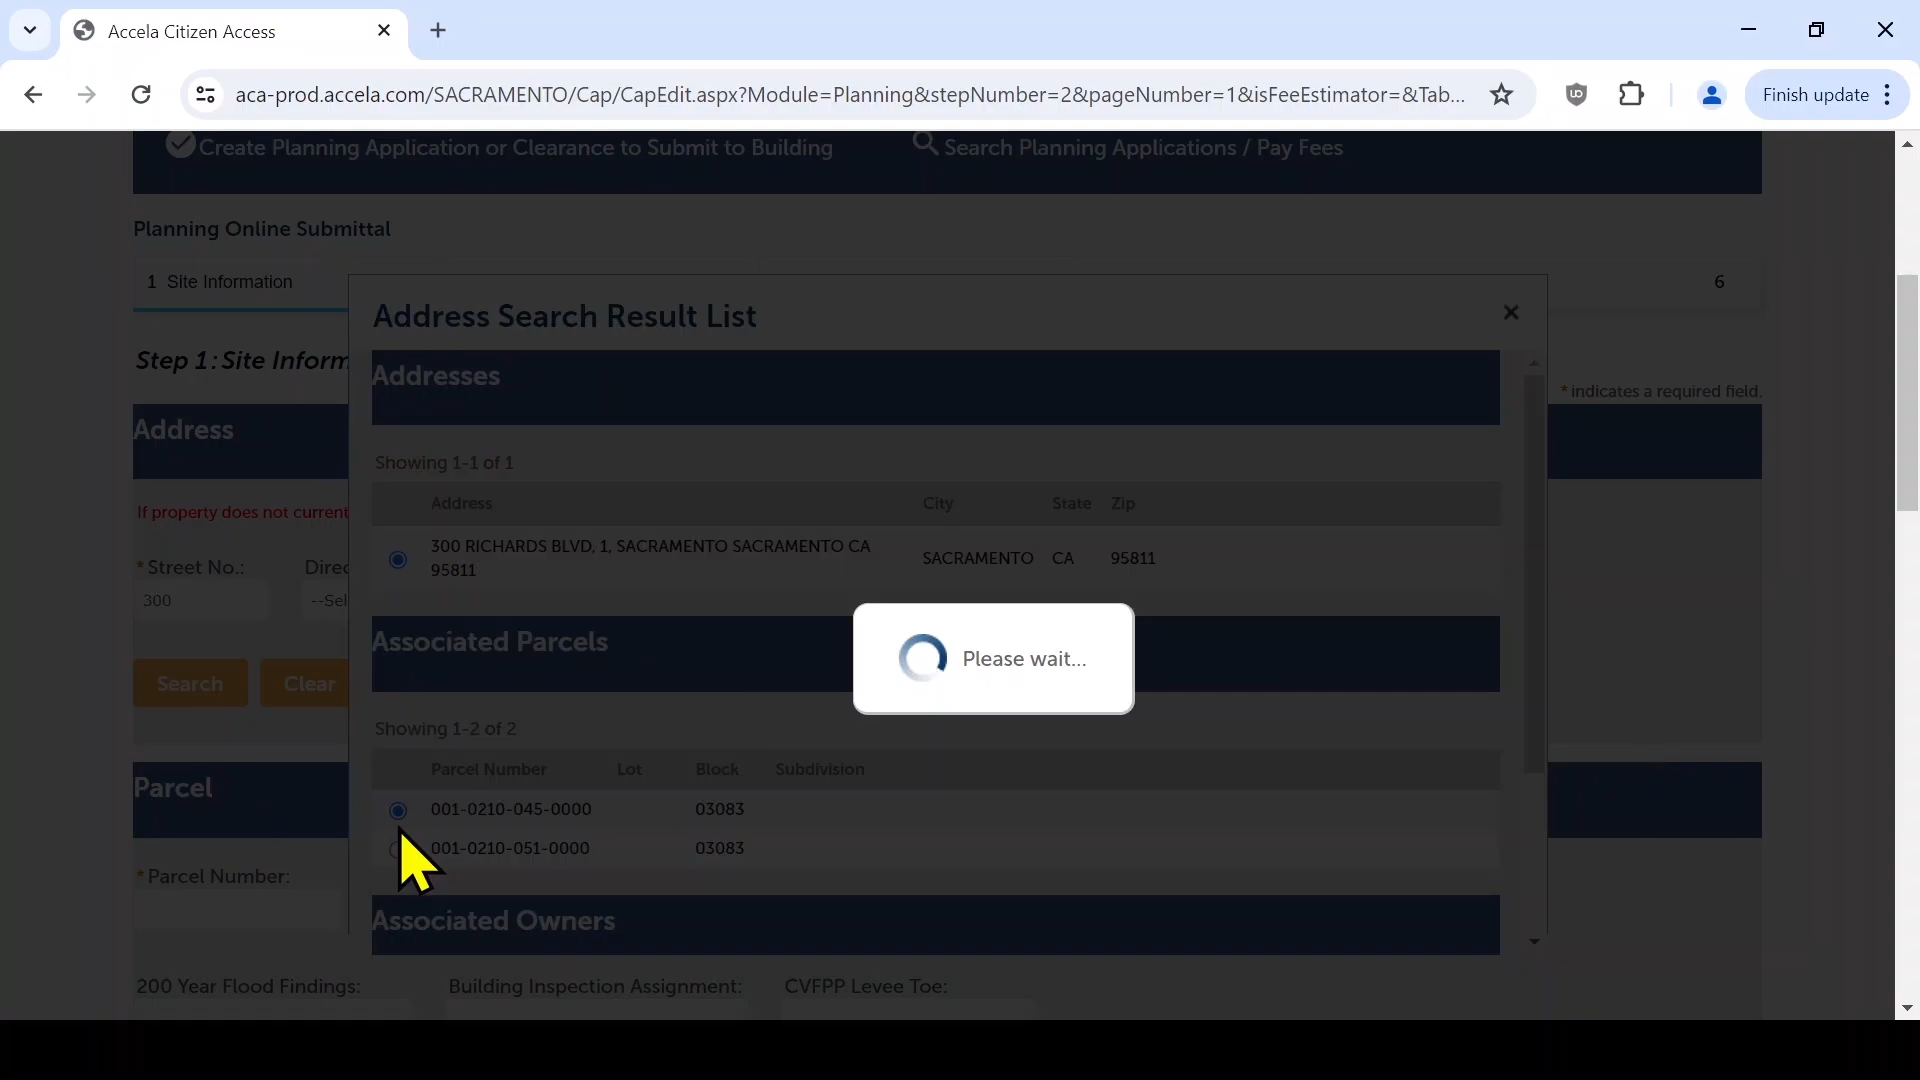 Accela Citizen Access
aca-prod.accela.com/SACRAMENTO/Cap/CapEdit.aspx?Module=Planning&stepNumber=2&pageNumber=1&isFeeEstimator=&Tab...
Finish update
Create Planning Application or Clearance to Submit to Building
Search Planning Applications / Pay Fees
Planning Online Submittal
1 Site Information
6
Address Search Result List
Step 1: Site Inform
* indicates a required field.
Addresses
Address
Showing 1-1 of 1
Address City State Zip
If property does not current
300 RICHARDS BLVD, 1, SACRAMENTO SACRAMENTO CA
95811
SACRAMENTO CA 95811
* Street No.: Direc
300 --Sel
Associated Parcels
Please wait...
Search Clear
Showing 1-2 of 2
Parcel Number Lot Block Subdivision
Parcel
001-0210-045-0000 03083
001-0210-051-0000 03083
* Parcel Number:
Associated Owners
200 Year Flood Findings: Building Inspection Assignment: CVFPP Levee Toe: